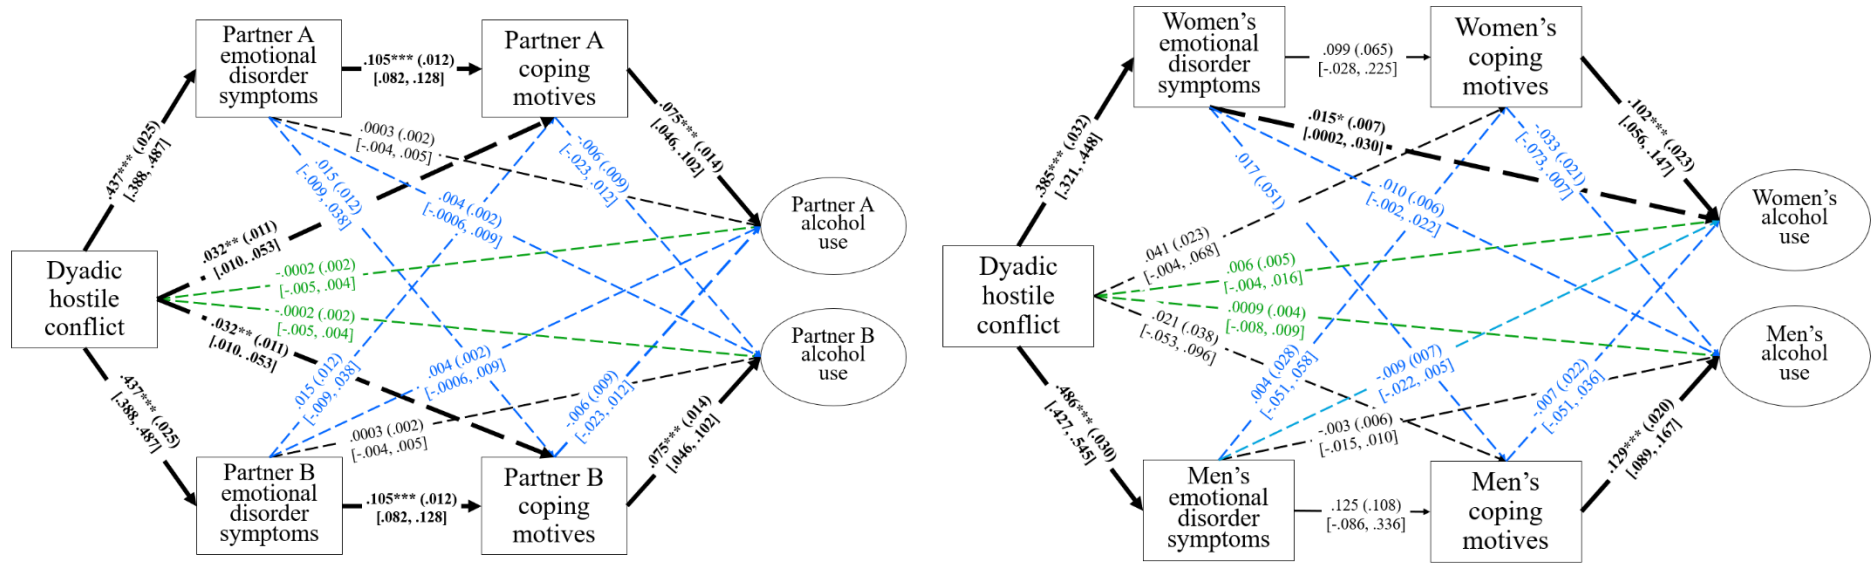 Partner A
emotional
disorder
symptoms
.105*** (.012)
[.082, .128]
Partner A
coping
motives
.437*** (.025)
[.388, .487]
.0003 (.002)
[-.004, .005]
.075*** (.014)
[.046, .102]
-.006 (.009)
[-.023, .012]
.015 (.012)
[-.009, .038]
.004 (.002)
[-.0006, .009]
Partner A
alcohol
use
.032** (.011)
[.010, .053]
Dyadic
hostile
conflict
-.0002 (.002)
[-.005, .004]
-.0002 (.002)
[-.005, .004]
.032** (.011)
[.010, .053]
Partner B
alcohol
use
.437*** (.025)
[.388, .487]
.015 (.012)
[-.009, .038]
.004 (.002)
[-.0006, .009]
.0003 (.002)
[-.004, .005]
-.006 (.009)
[-.023, .012]
.075*** (.014)
[.046, .102]
Partner B
emotional
disorder
symptoms
.105*** (.012)
[.082, .128]
Partner B
coping
motives
Women's
emotional
disorder
symptoms
.099 (.065)
[-.028, .225]
Women's
coping
motives
.385*** (.032)
[.321, .448]
.015* (.007)
[.0002, .030]
.102*** (.023)
[.056, .147]
-.033 (.021)
[-.073, .007]
.017 (.051)
.010 (.006)
[-.002, .022]
Women's
alcohol
use
.041 (.023)
[-.004, .068]
Dyadic
hostile
conflict
.006 (.005)
[-.004, .016]
.0009 (.004)
[-.008, .009]
.021 (.038)
[-.053, .096]
Men's
alcohol
use
.486*** (.030)
[.427, .545]
.004 (.028)
[-.051, .058]
-.009 (007)
[-.022, .005]
-.003 (.006)
[-.015, .010]
-.007 (.022)
[-.051, .036]
.129*** (.020)
[.089, .167]
Men's
emotional
disorder
symptoms
.125 (.108)
[-.086, .336]
Men's
coping
motives